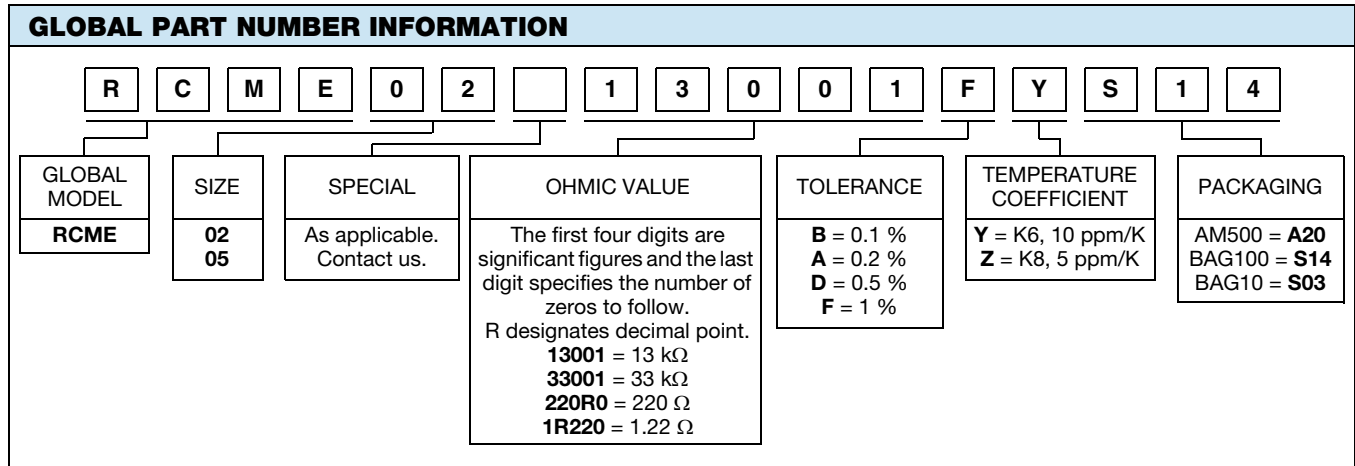 GLOBAL PART NUMBER INFORMATION
R C M E 0 2 1 3 0 0 1 F Y S 1 4
GLOBAL
MODEL
RCME
SIZE
02
05
SPECIAL
As applicable.
Contact us.
OHMIC VALUE
The first four digits are
significant figures and the last
digit specifies the number of
zeros to follow.
R designates decimal point.
13001 = 13 kΩ
33001 = 33 kΩ
220R0 = 220 Ω
1R220 = 1.22 Ω
TOLERANCE
B = 0.1 %
A = 0.2 %
D = 0.5 %
F = 1 %
TEMPERATURE
COEFFICIENT
Y = K6, 10 ppm/K
Z = K8, 5 ppm/K
PACKAGING
AM500 = A20
BAG100 = S14
BAG10 = S03